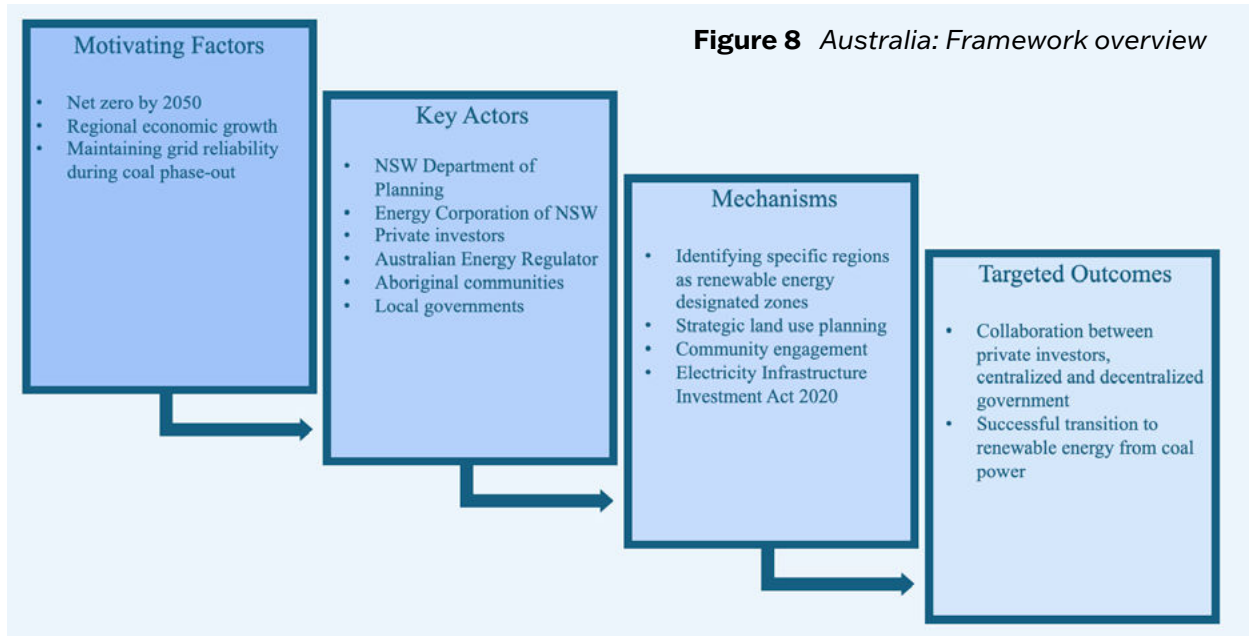 Figure 8 Australia: Framework overview
Motivating Factors
• Net zero by 2050
• Regional economic growth
• Maintaining grid reliability
during coal phase-out
Key Actors
• NSW Department of
Planning
• Energy Corporation of NSW
• Private investors
• Australian Energy Regulator
• Aboriginal communities
• Local governments
Mechanisms
• Identifying specific regions
as renewable energy
designated zones
• Strategic land use planning
• Community engagement
• Electricity Infrastructure
Investment Act 2020
Targeted Outcomes
• Collaboration between
private investors,
centralized and decentralized
government
• Successful transition to
renewable energy from coal
power